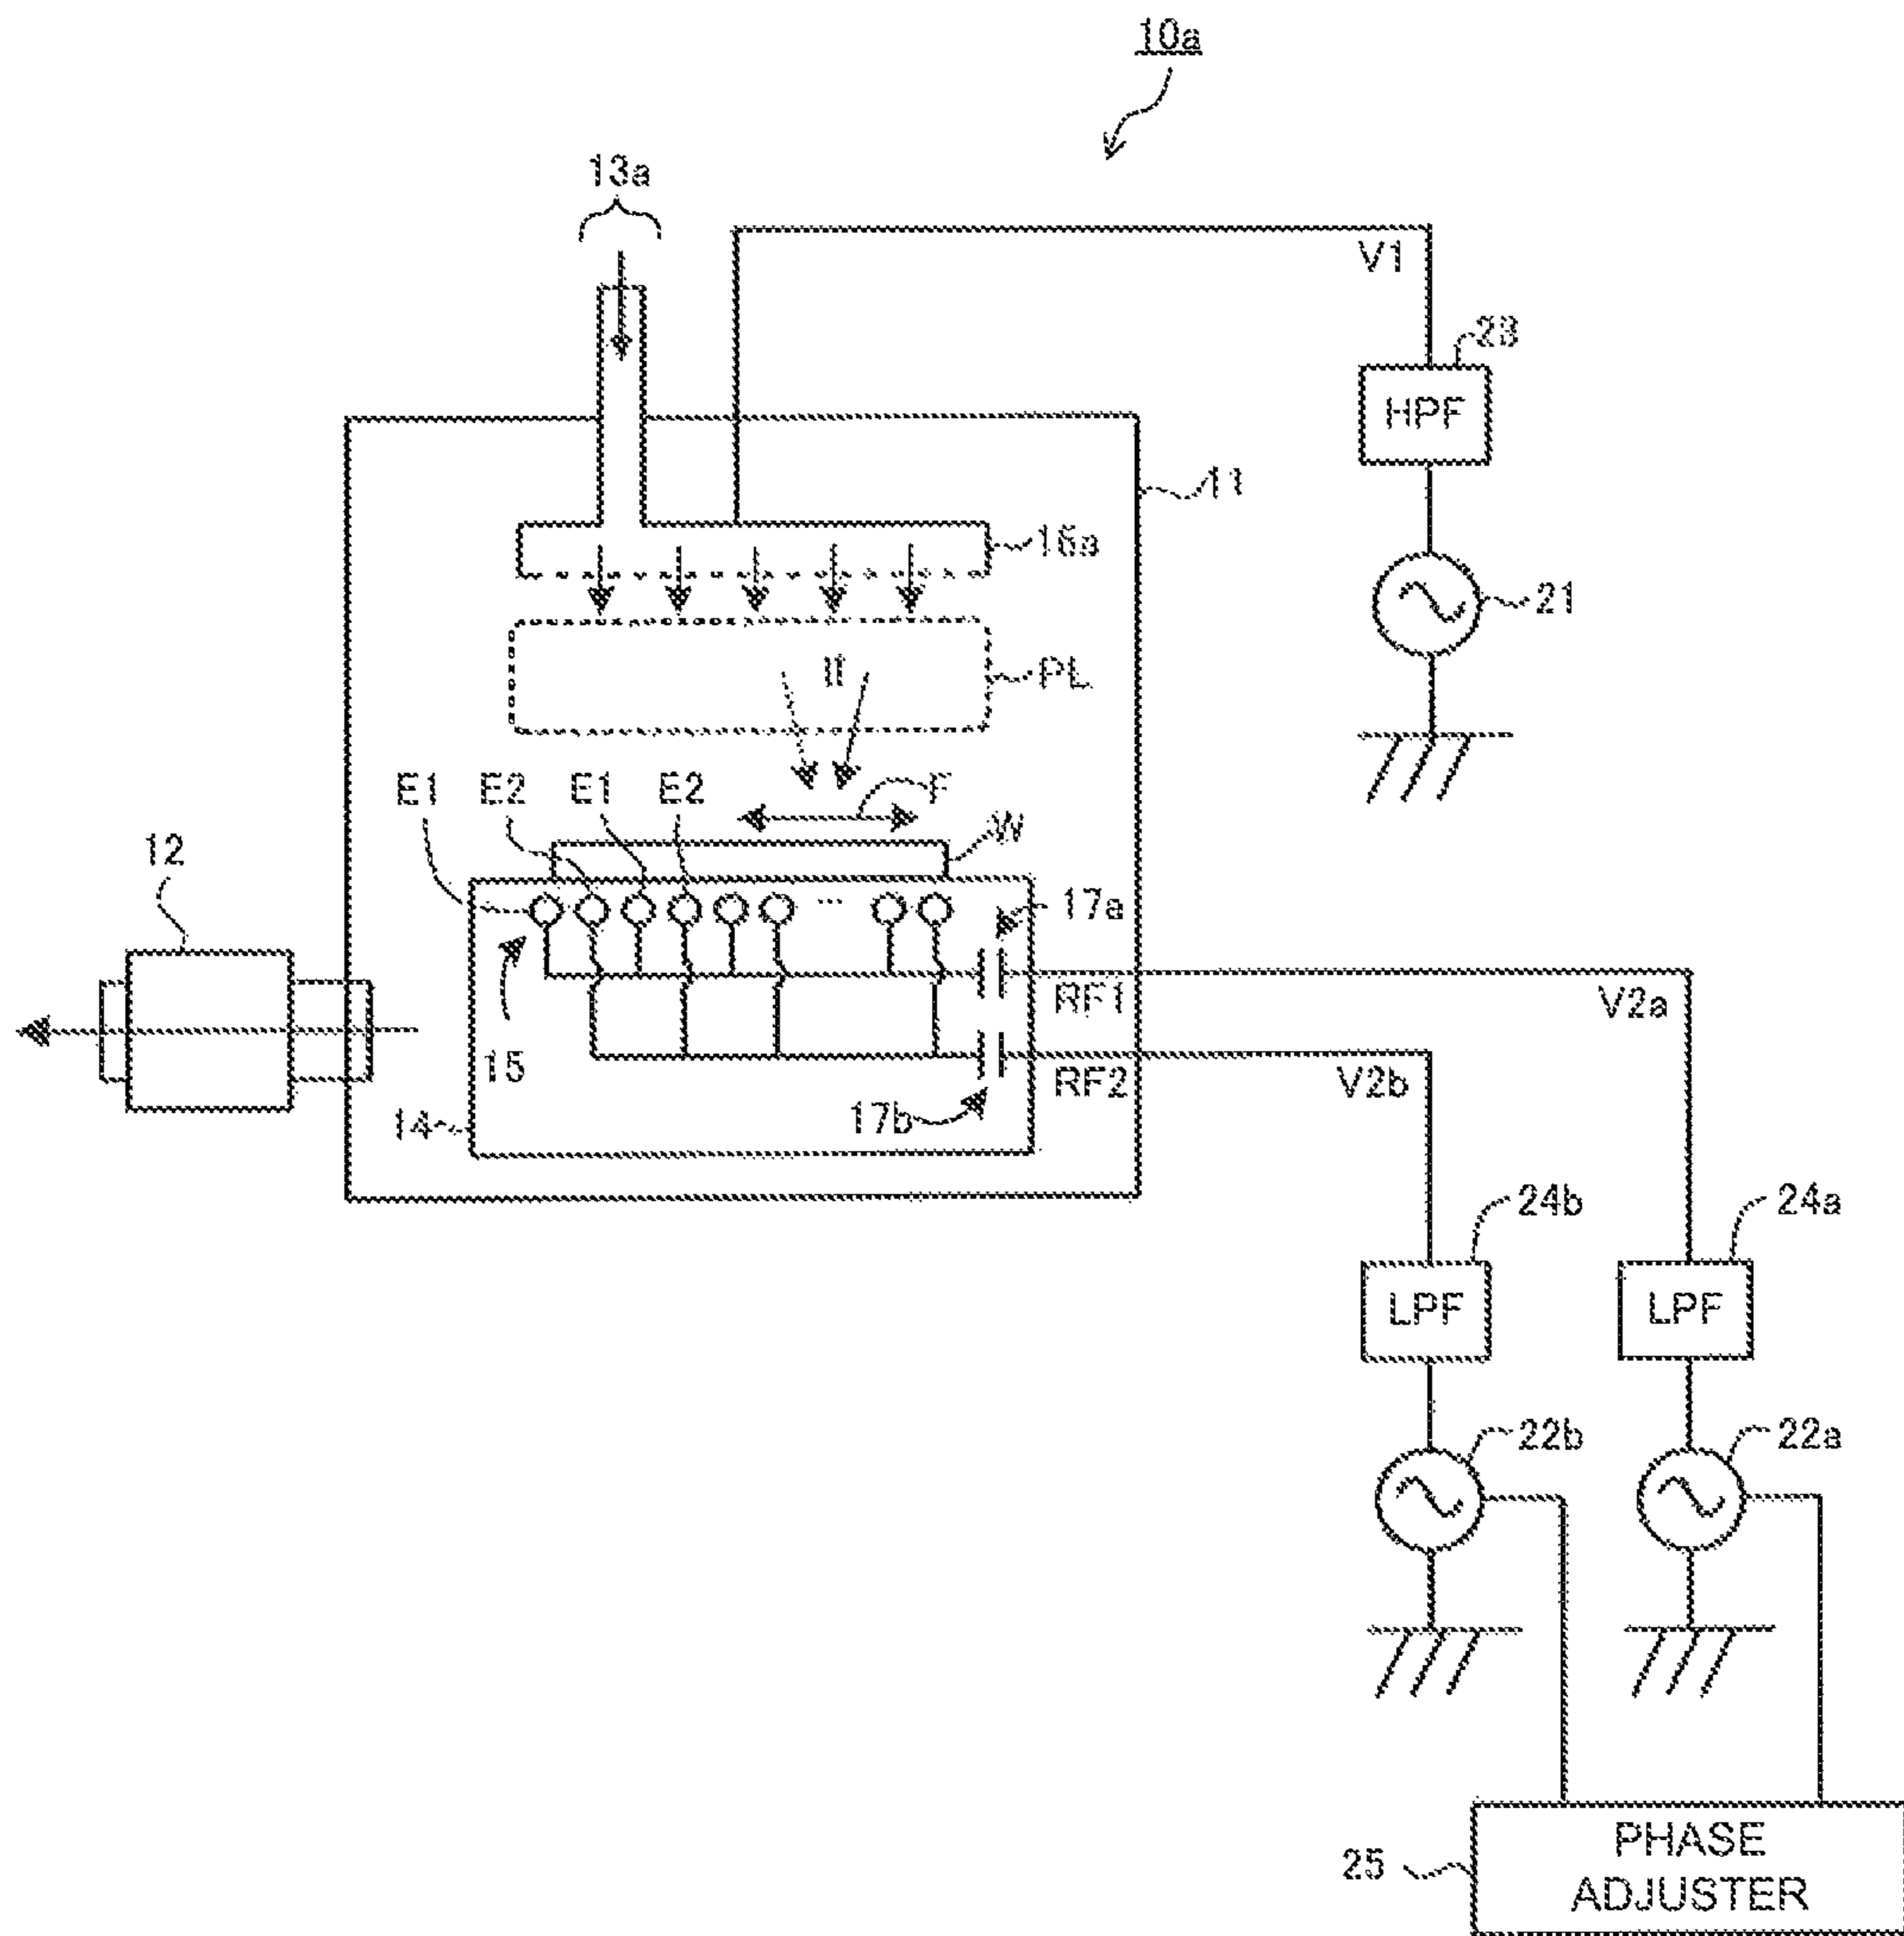 10a
13a
V1
23
HPF
11
16a
21
II
PL
E1 E2 E1 E2
F
W
12
17a
...
RF1
V2a
15
RF2
V2b
17b
14
24b
24a
LPF
LPF
22b
22a
25
PHASE
ADJUSTER